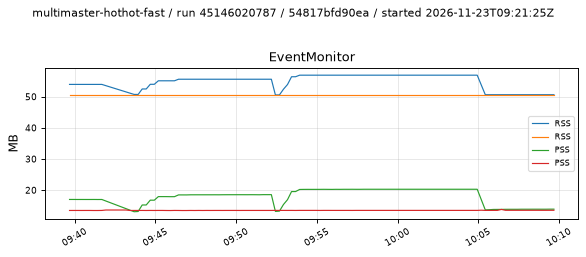 multimaster-hothot-fast / run 45146020787 / 54817bfd90ea / started 2026-11-23T09:21:25Z
EventMonitor
MB
50
40
30
20
RSS
RSS
PSS
PSS
09:40
09:45
09:50
09:55
10:00
10:05
10:10